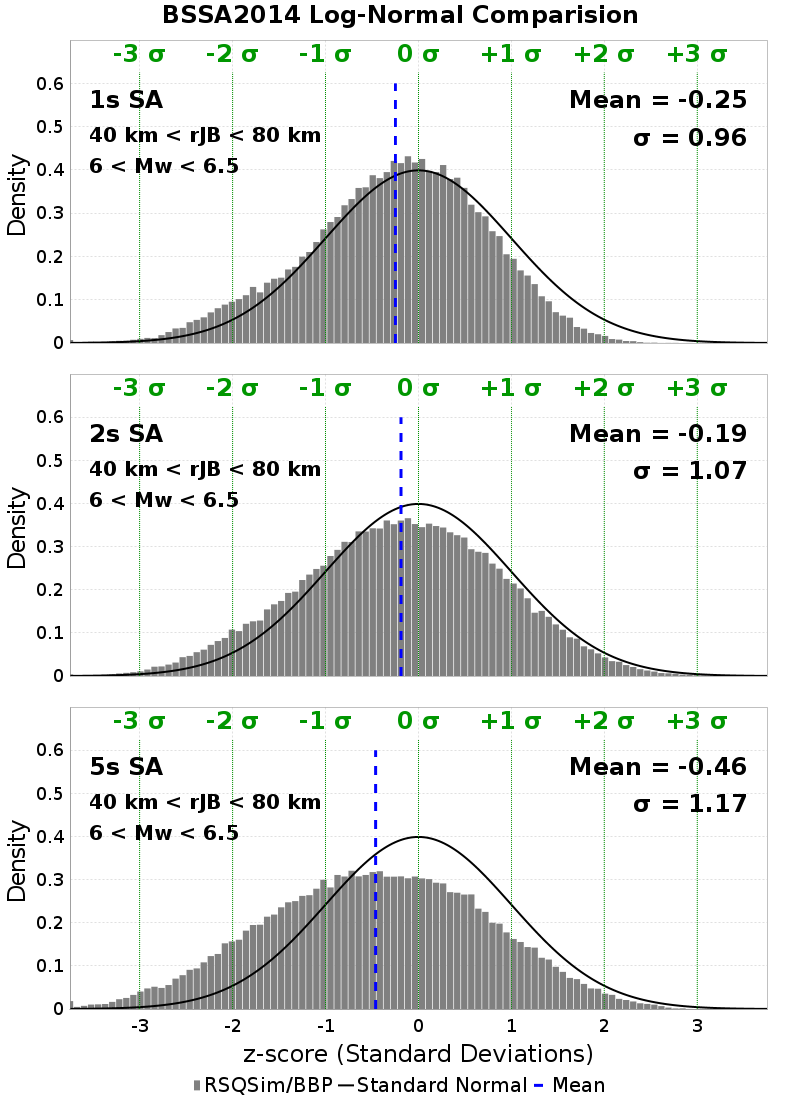 BSSA2014 Log-Normal Comparision
-3 σ -2 σ -1 σ 0 σ +1 σ +2 σ +3 σ
0.6
1s SA Mean = -0.25
0.5
40 km < rJB < 80 km σ = 0.96
6 < Mw < 6.5
0.4
0.3
0.2
0.1
0
Density
-3 σ -2 σ -1 σ 0 σ +1 σ +2 σ +3 σ
0.6
2s SA Mean = -0.19
0.5
40 km < rJB < 80 km σ = 1.07
6 < Mw < 6.5
0.4
0.3
0.2
0.1
0
Density
-3 σ -2 σ -1 σ 0 σ +1 σ +2 σ +3 σ
0.6
5s SA Mean = -0.46
0.5
40 km < rJB < 80 km σ = 1.17
6 < Mw < 6.5
0.4
0.3
0.2
0.1
0
Density
-3 -2 -1 0 1 2 3
z-score (Standard Deviations)
RSQSim/BBP Standard Normal Mean